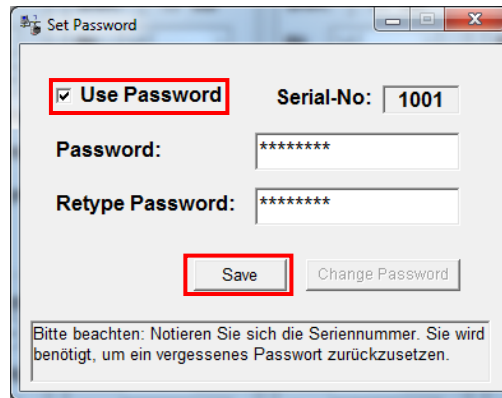 Set Password
Use Password Serial-No: 1001
Password: ********
Retype Password: ********
Save Change Password
Bitte beachten: Notieren Sie sich die Seriennummer. Sie wird
benötigt, um ein vergessenes Passwort zurückzusetzen.